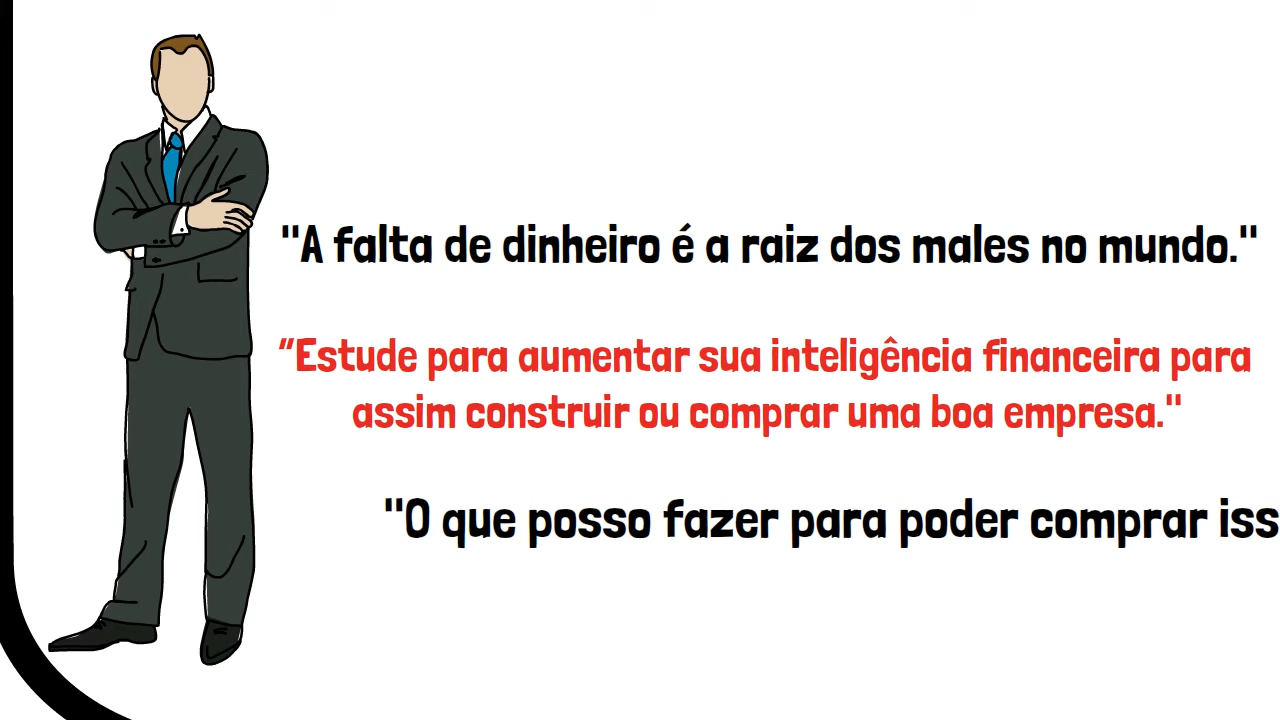 "A falta de dinheiro é a raiz dos males no mundo."
"Estude para aumentar sua inteligência financeira para
assim construir ou comprar uma boa empresa."
"O que posso fazer para poder comprar iss